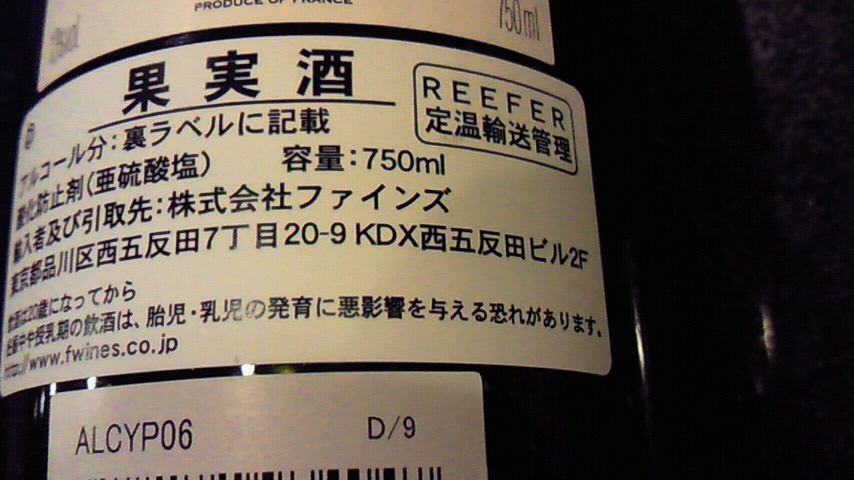 PRODUCE OF FRANCE
750ml
果実酒
REEFER
定温輸送管理
アルコール分:裏ラベルに記載
酸化防止剤(亜硫酸塩) 容量:750ml
輸入者及び引取先:株式会社ファインズ
東京都品川区西五反田7丁目20-9 KDX西五反田ビル2F
飲酒は20歳になってから
妊娠中や授乳期の飲酒は、胎児・乳児の発育に悪影響を与える恐れがあります。
http://www.fwines.co.jp
ALCYP06 D/9